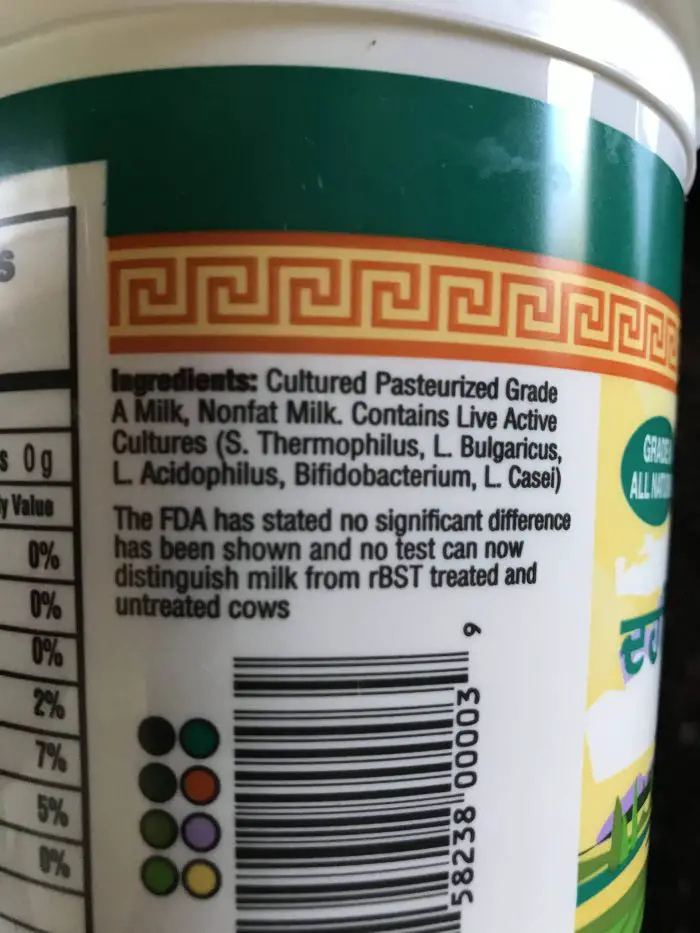 s
s 0g
y Value
0%
0%
0%
2%
7%
5%
0%
Ingredients: Cultured Pasteurized Grade
A Milk, Nonfat Milk. Contains Live Active
Cultures (S. Thermophilus, L. Bulgaricus,
L. Acidophilus, Bifidobacterium, L. Casei)
The FDA has stated no significant difference
has been shown and no test can now
distinguish milk from rBST treated and
untreated cows
58238 00003 9
GRADE
ALL NATU